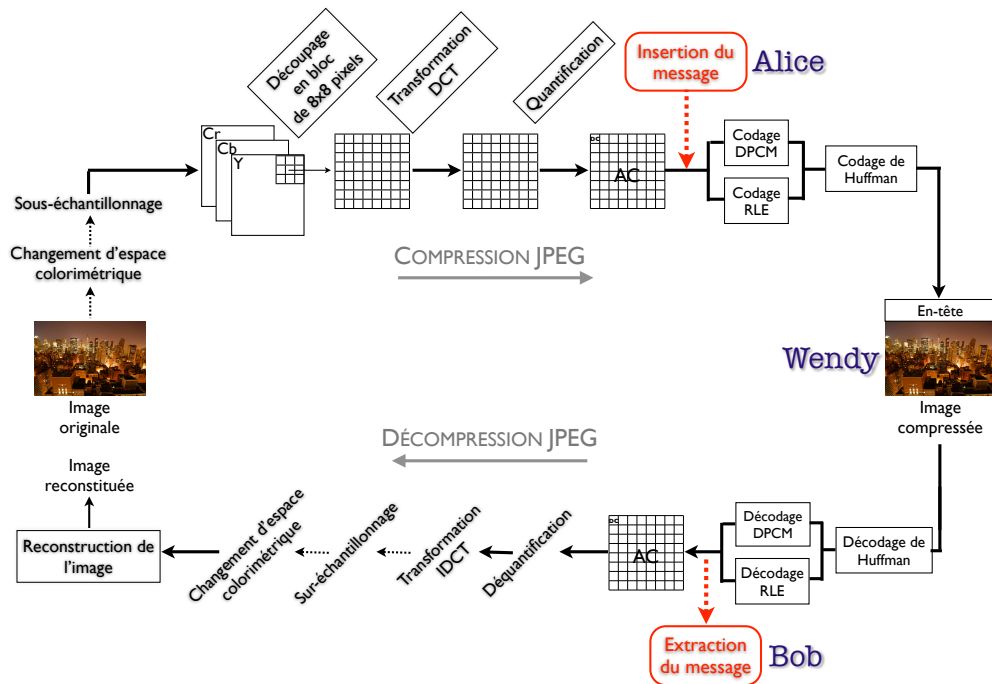 Découpage
en bloc
de 8x8 pixels
Transformation
DCT
Quantification
Insertion du
message
Alice
Cr
Cb
Y
DC
AC
Codage
DPCM
Codage
RLE
Codage de
Huffman
Sous-échantillonnage
Changement d'espace
colorimétrique
COMPRESSION JPEG
En-tête
Wendy
Image
originale
Image
compressée
DÉCOMPRESSION JPEG
Image
reconstituée
Reconstruction de
l'image
Changement d'espace
colorimétrique
Sur-échantillonnage
Transformation
IDCT
Déquantification
DC
AC
Décodage
DPCM
Décodage
RLE
Décodage de
Huffman
Extraction
du message
Bob